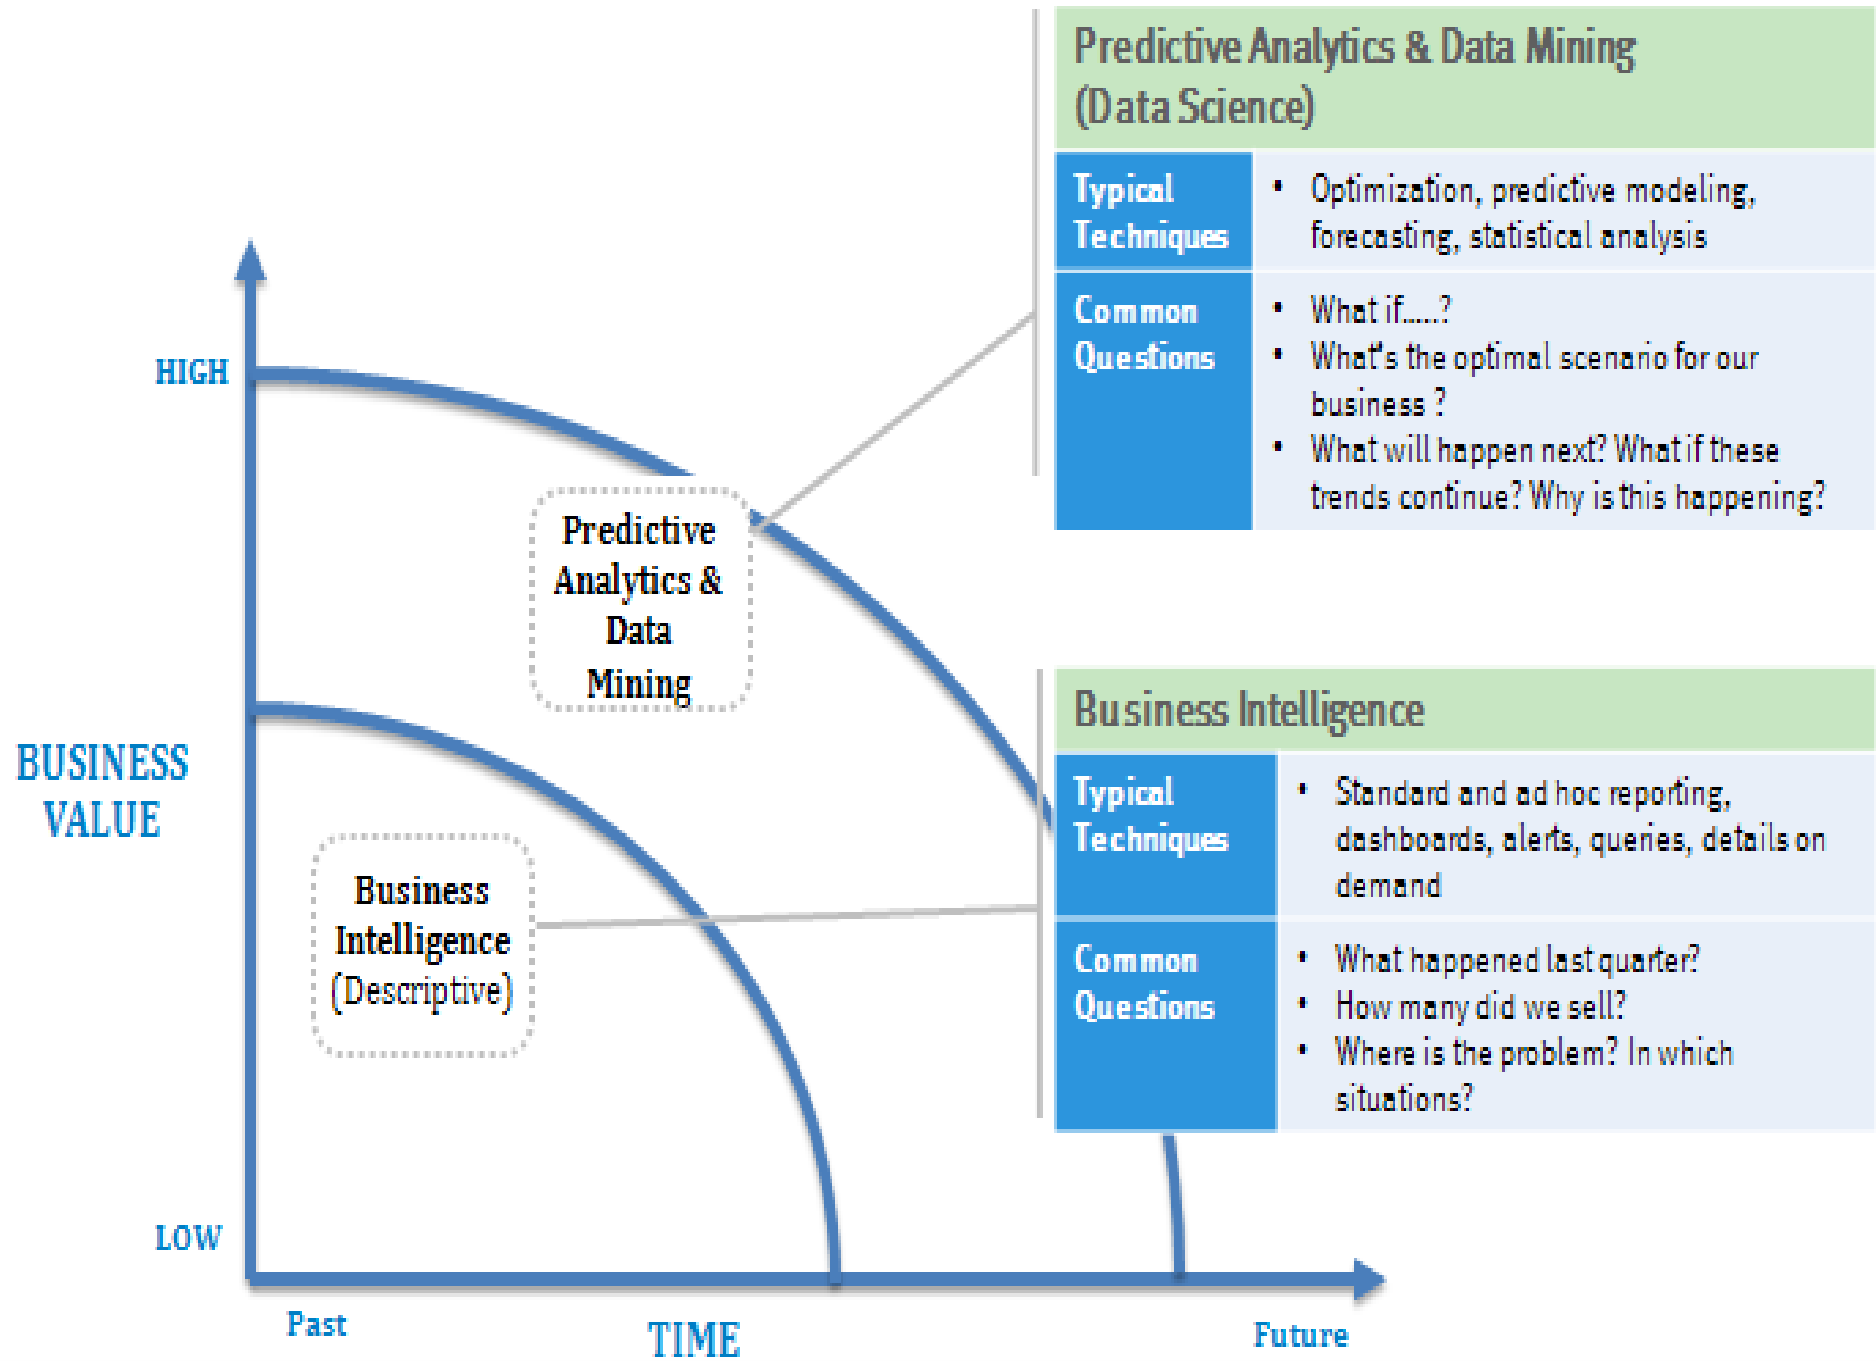 Predictive Analytics & Data Mining
(Data Science)
Typical
Techniques
• Optimization, predictive modeling,
forecasting, statistical analysis
Common
Questions
• What if.....?
• What's the optimal scenario for our
business ?
• What will happen next? What if these
trends continue? Why is this happening?
HIGH
Predictive
Analytics &
Data
Mining
BUSINESS
VALUE
Business
Intelligence
(Descriptive)
Business Intelligence
Typical
Techniques
• Standard and ad hoc reporting,
dashboards, alerts, queries, details on
demand
Common
Questions
• What happened last quarter?
• How many did we sell?
• Where is the problem? In which
situations?
LOW
Past
TIME
Future